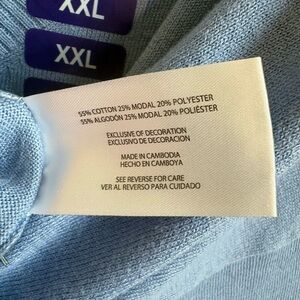 XXL
XXL
55% COTTON 25% MODAL 20% POLYESTER
55% ALGODÓN 25% MODAL 20% POLIÉSTER
EXCLUSIVE OF DECORATION
EXCLUSIVO DE DECORACION
MADE IN CAMBODIA
HECHO EN CAMBOYA
SEE REVERSE FOR CARE
VER AL REVERSO PARA CUIDADO